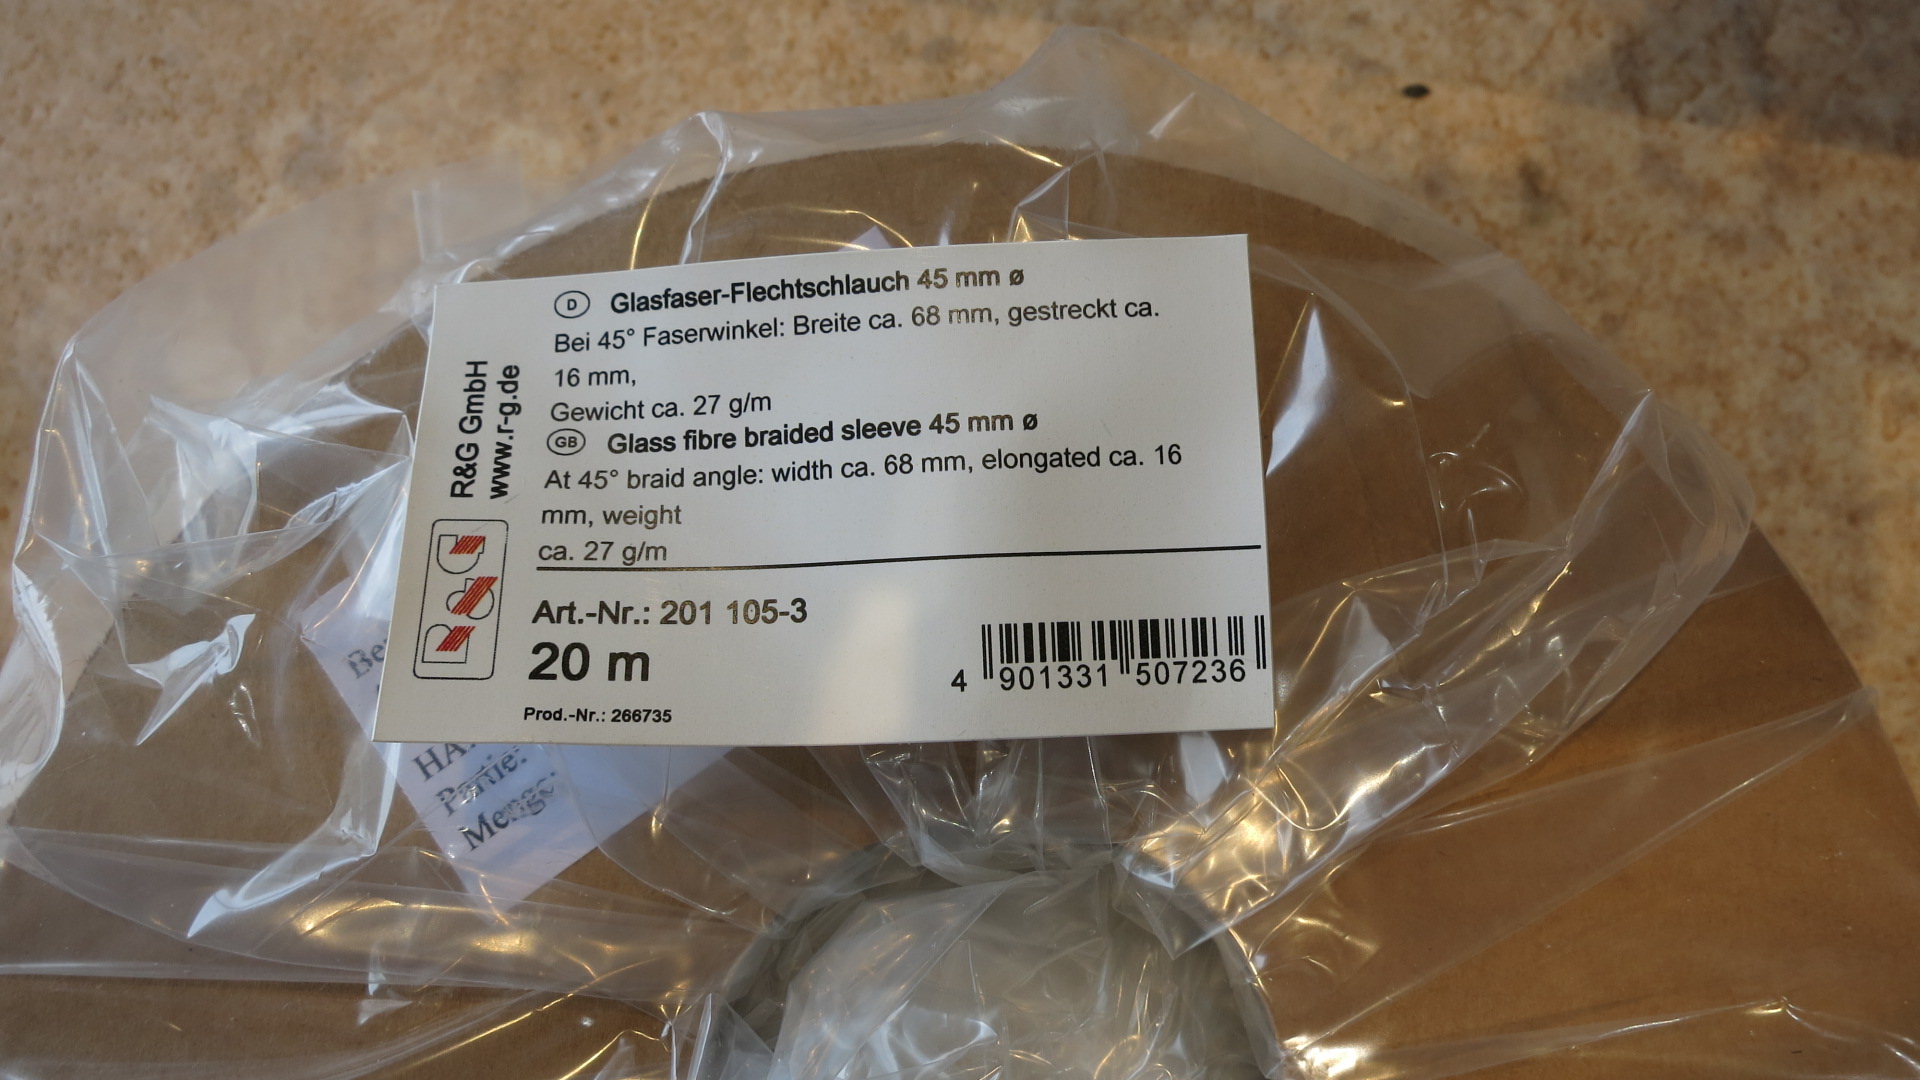 R&G GmbH
www.r-g.de
R&G
D Glasfaser-Flechtschlauch 45 mm ø
Bei 45° Faserwinkel: Breite ca. 68 mm, gestreckt ca.
16 mm,
Gewicht ca. 27 g/m
GB Glass fibre braided sleeve 45 mm ø
At 45° braid angle: width ca. 68 mm, elongated ca. 16
mm, weight
ca. 27 g/m
Art.-Nr.: 201 105-3
20 m
Prod.-Nr.: 266735
4 901331 507236